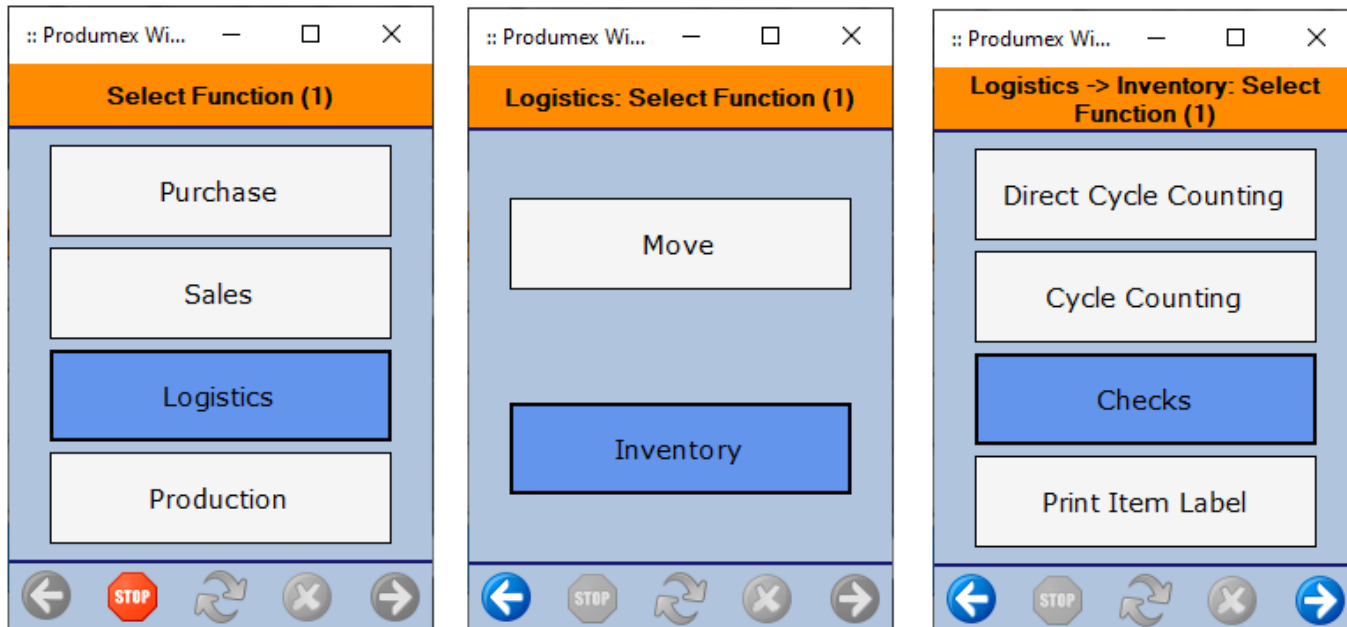 :: Produmex Wi...
Select Function (1)
Purchase
Sales
Logistics
Production
STOP
:: Produmex Wi...
Logistics: Select Function (1)
Move
Inventory
STOP
:: Produmex Wi...
Logistics -> Inventory: Select
Function (1)
Direct Cycle Counting
Cycle Counting
Checks
Print Item Label
STOP